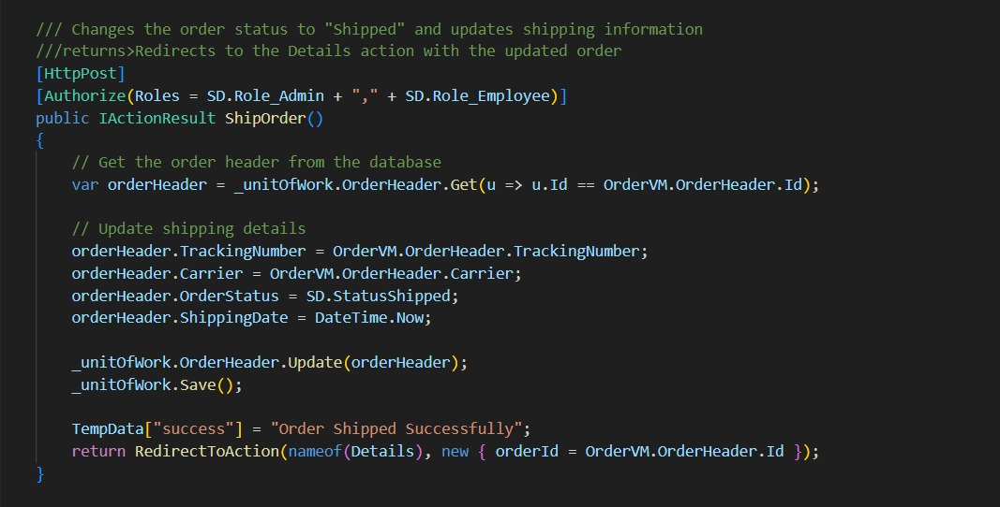 /// Changes the order status to "Shipped" and updates shipping information
///returns>Redirects to the Details action with the updated order
[HttpPost]
[Authorize(Roles = SD.Role_Admin + "," + SD.Role_Employee)]
public IActionResult ShipOrder()
{
    // Get the order header from the database
    var orderHeader = _unitOfWork.OrderHeader.Get(u => u.Id == OrderVM.OrderHeader.Id);

    // Update shipping details
    orderHeader.TrackingNumber = OrderVM.OrderHeader.TrackingNumber;
    orderHeader.Carrier = OrderVM.OrderHeader.Carrier;
    orderHeader.OrderStatus = SD.StatusShipped;
    orderHeader.ShippingDate = DateTime.Now;

    _unitOfWork.OrderHeader.Update(orderHeader);
    _unitOfWork.Save();

    TempData["success"] = "Order Shipped Successfully";
    return RedirectToAction(nameof(Details), new { orderId = OrderVM.OrderHeader.Id });
}